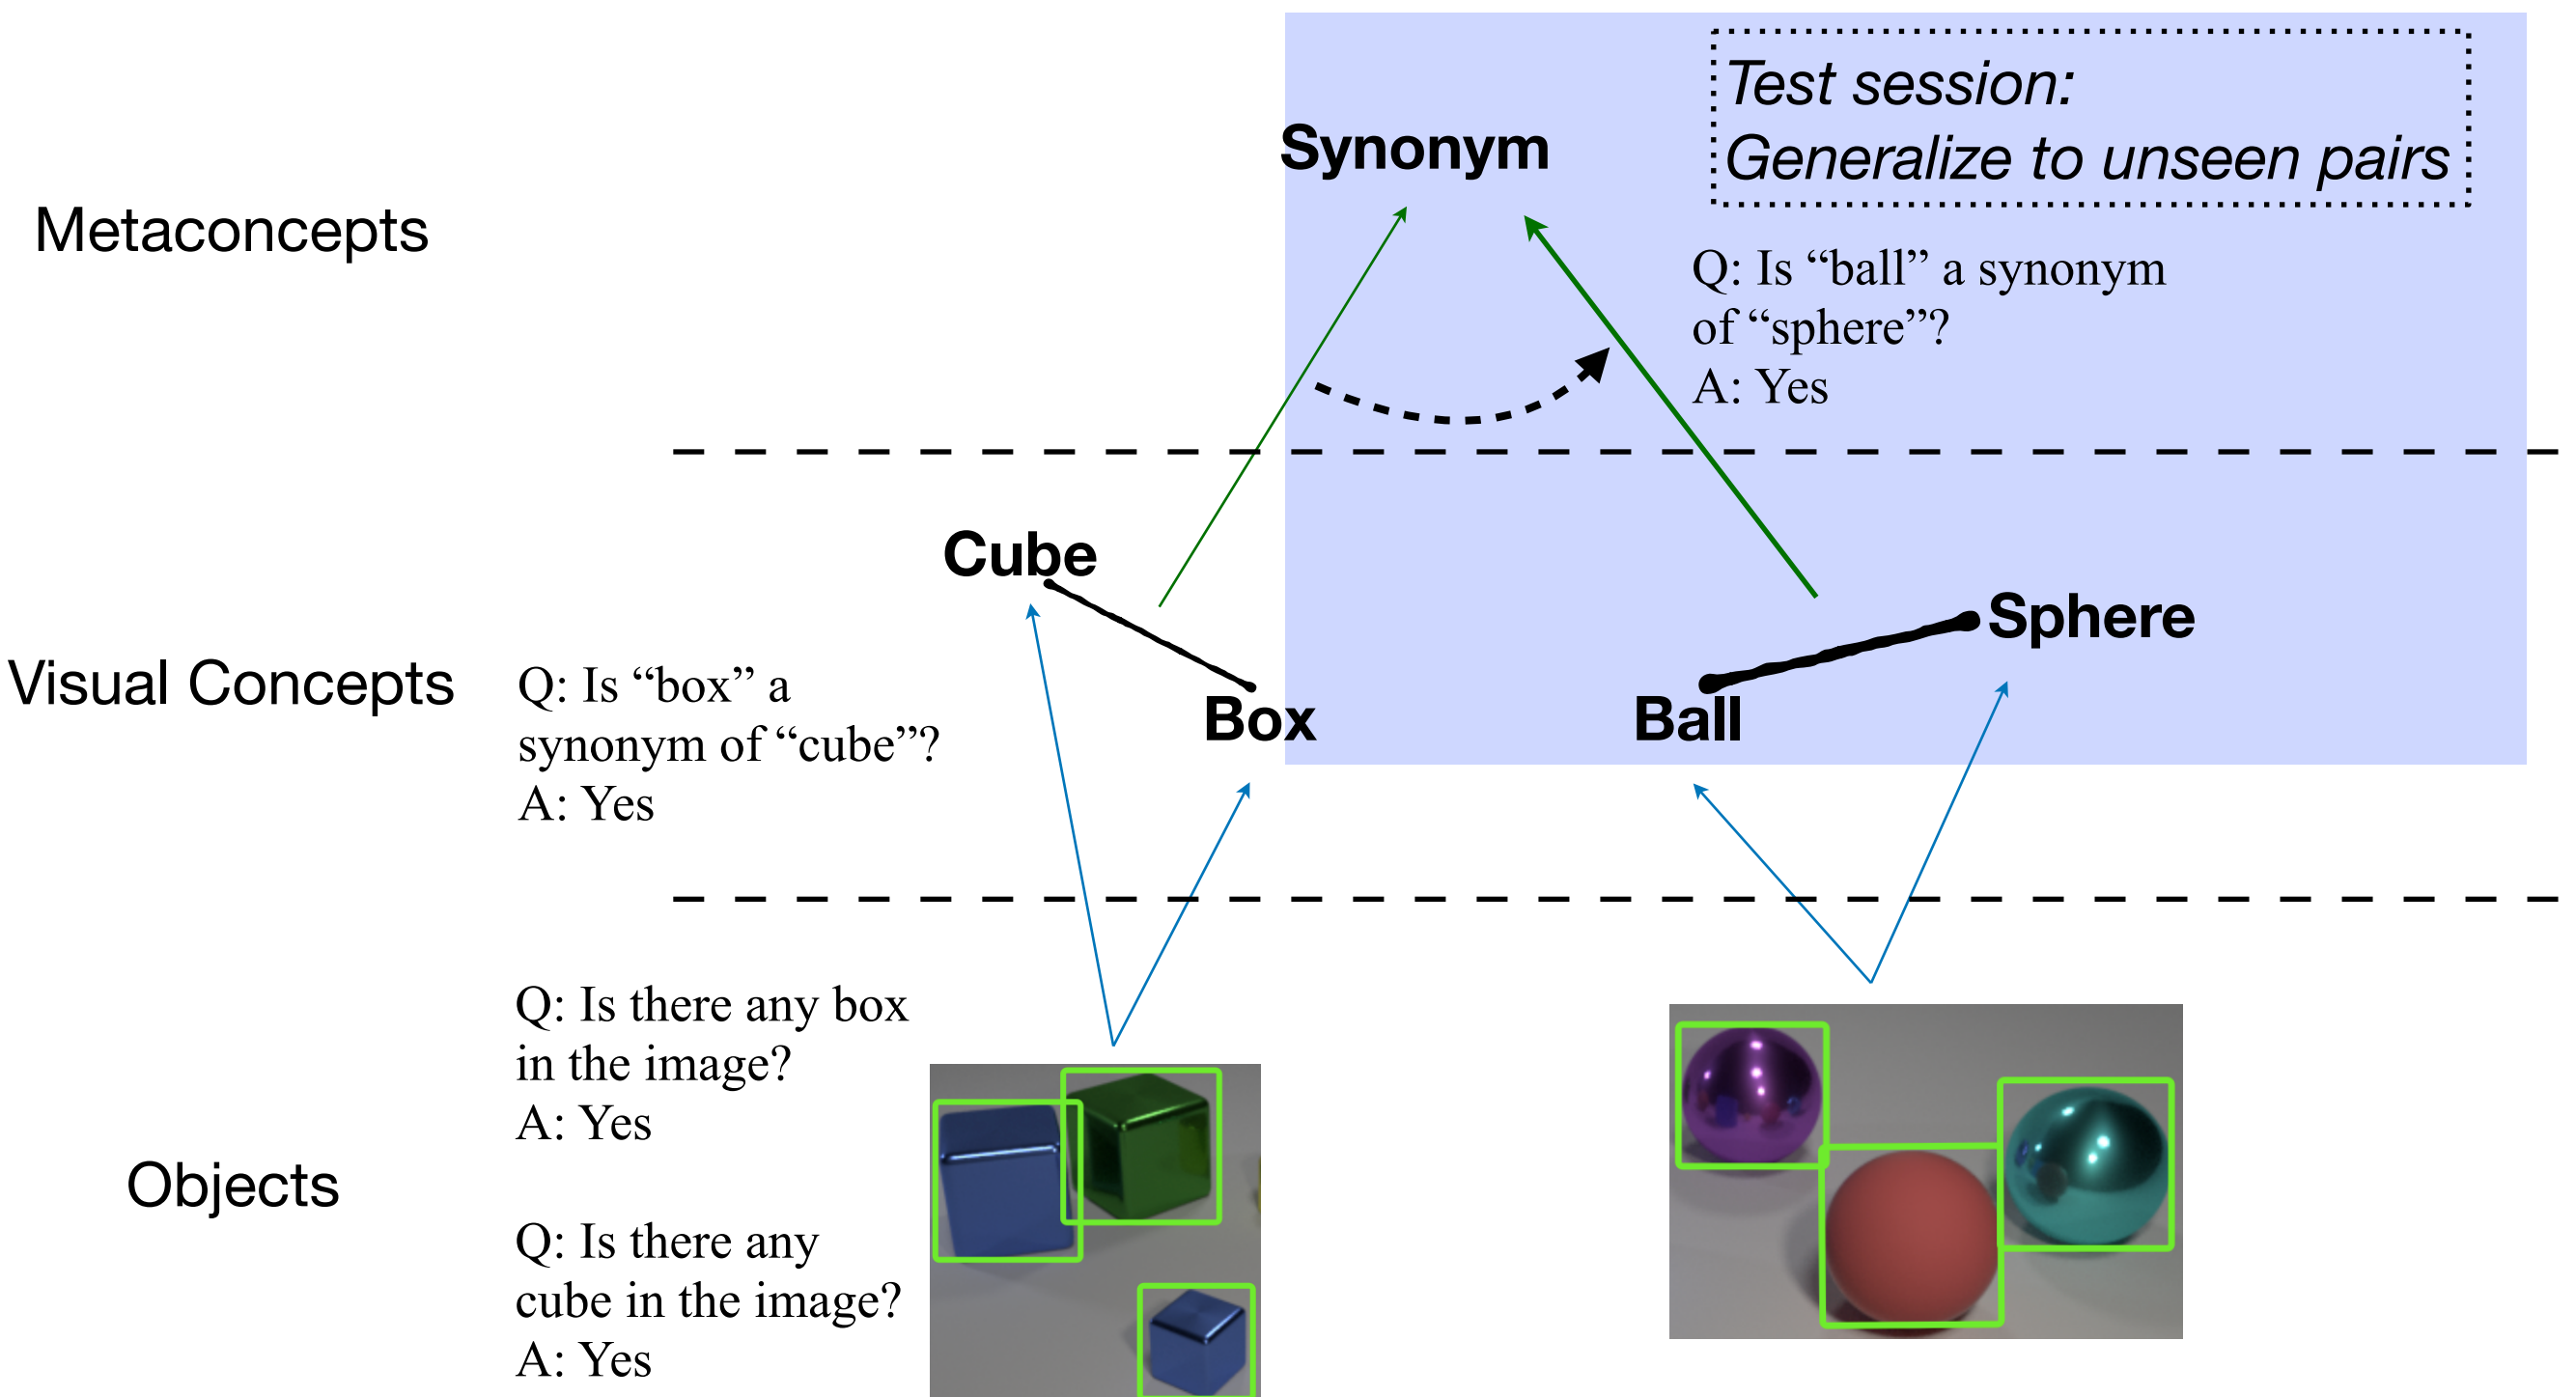 Test session:
Generalize to unseen pairs
Synonym
Metaconcepts
Q: Is “ball” a synonym
of “sphere”?
A: Yes
Cube
Sphere
Visual Concepts
Q: Is “box” a
synonym of “cube”?
A: Yes
Box
Ball
Q: Is there any box
in the image?
A: Yes
Objects
Q: Is there any
cube in the image?
A: Yes